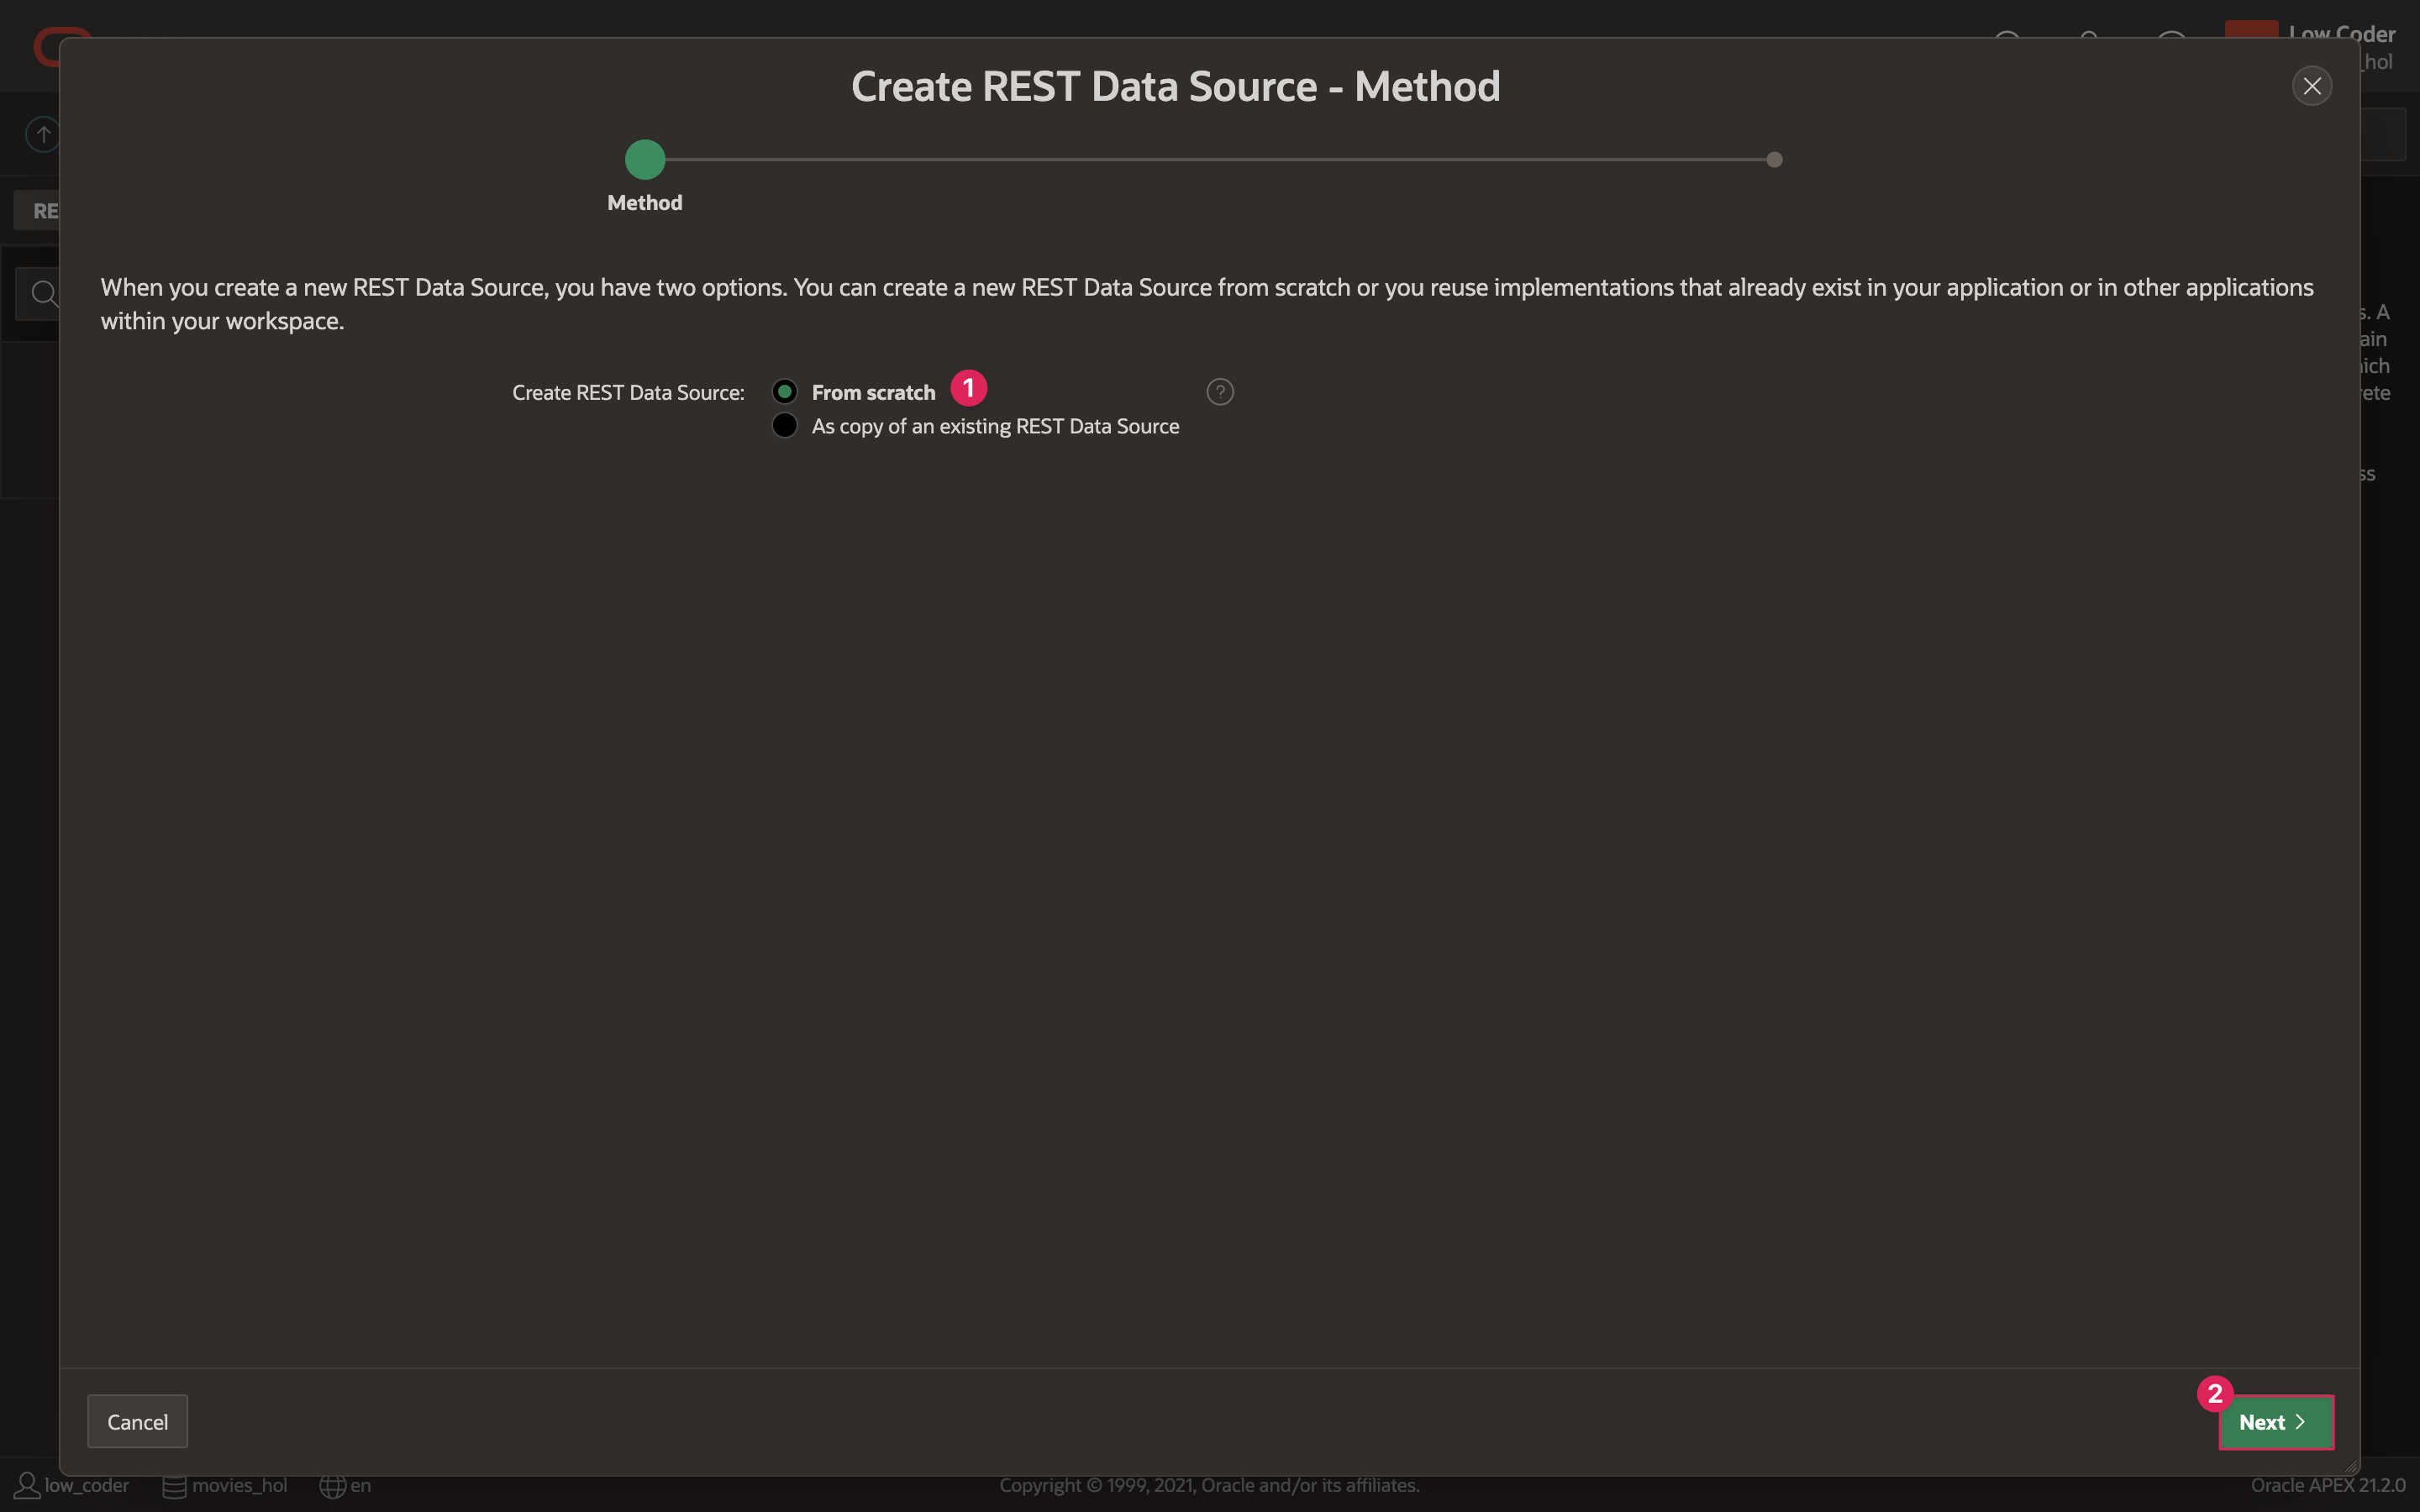 Low Coder
_hol
Create REST Data Source - Method
Method
RE
When you create a new REST Data Source, you have two options. You can create a new REST Data Source from scratch or you reuse implementations that already exist in your application or in other applications
within your workspace.
s. A
ain
ich
rete
Create REST Data Source:
From scratch
1
?
As copy of an existing REST Data Source
ss
Cancel
2
Next
low_coder
movies_hol
en
Copyright © 1999, 2021, Oracle and/or its affiliates.
Oracle APEX 21.2.0